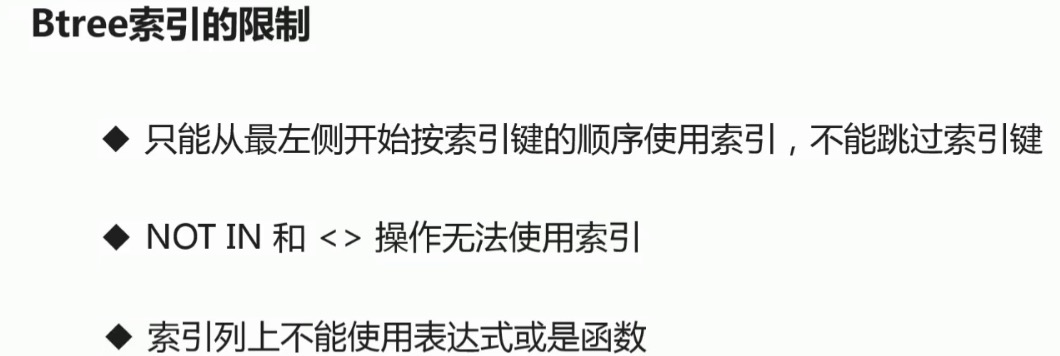 Btree索引的限制
◆ 只能从最左侧开始按索引键的顺序使用索引，不能跳过索引键
◆ NOT IN 和 <> 操作无法使用索引
◆ 索引列上不能使用表达式或是函数